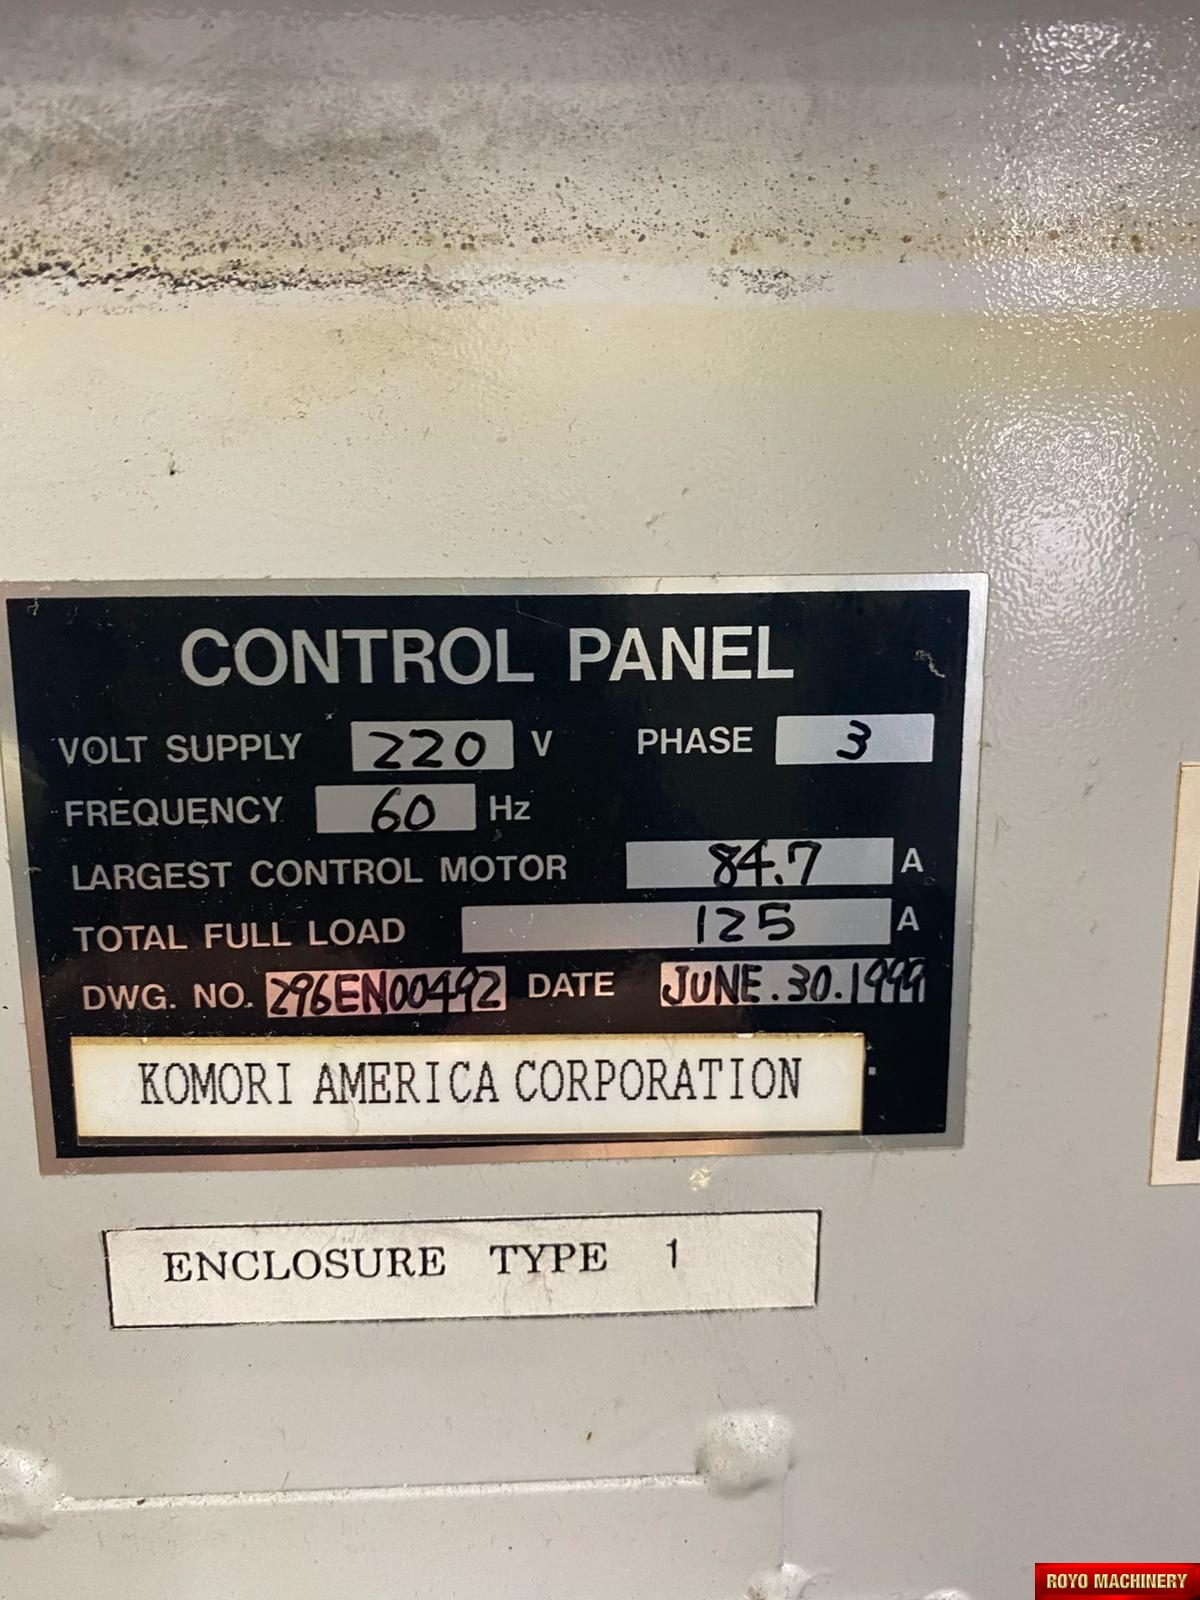 CONTROL PANEL
VOLT SUPPLY 220 V PHASE 3
FREQUENCY 60 Hz
LARGEST CONTROL MOTOR 84.7 A
TOTAL FULL LOAD 125 A
DWG. NO. 296EN00492 DATE JUNE.30.1999
KOMORI AMERICA CORPORATION
ENCLOSURE TYPE 1
ROYO MACHINERY